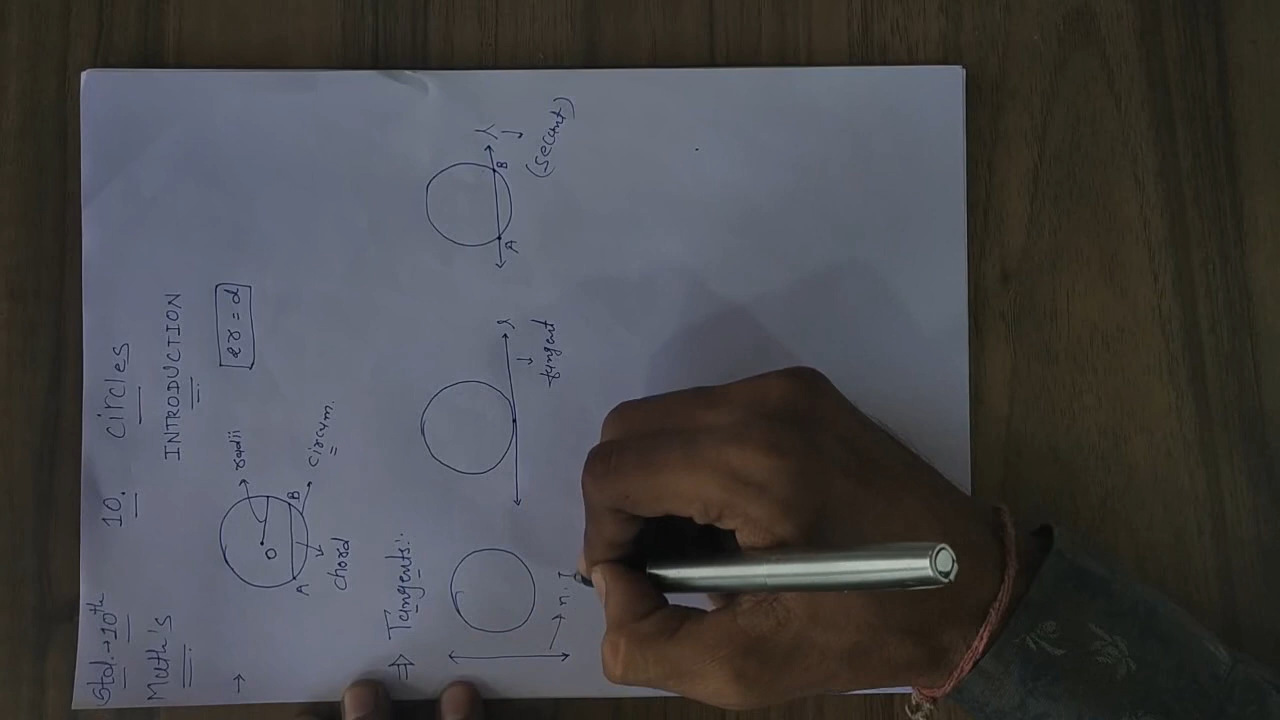 Std. → 10th 10. circles
Math's INTRODUCTION
→ O → radii 2r = d
A B → circum.
chord
⇒ Tangents:-
→ n. I
l
↓
tangent
A B l
↓
(secant)